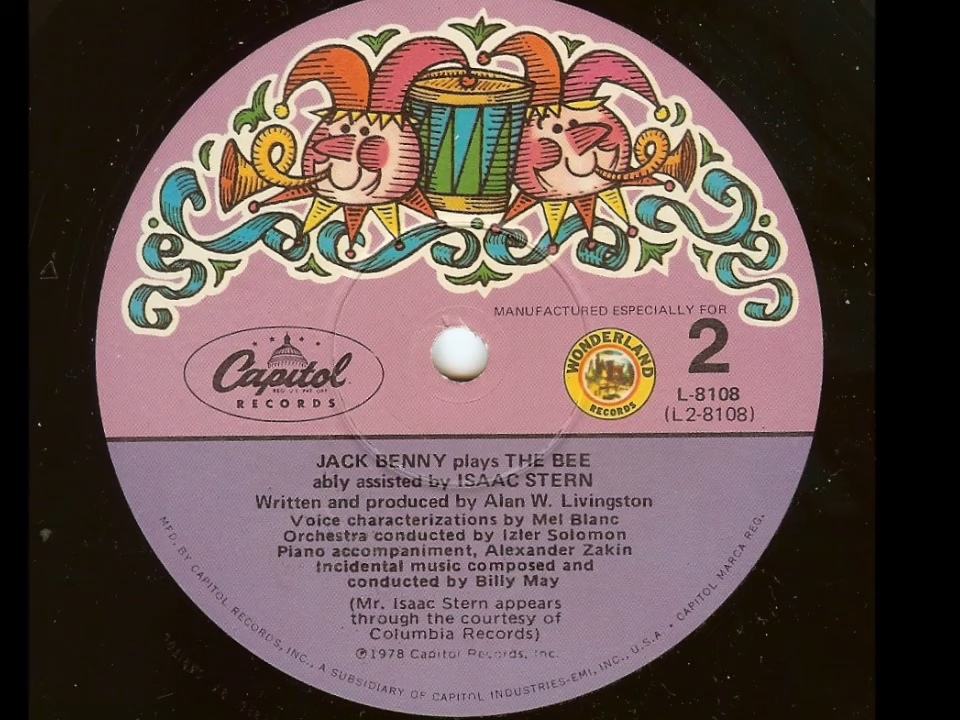 MANUFACTURED ESPECIALLY FOR
2
Capitol
REG. U.S. PAT. OFF.
RECORDS
WONDERLAND
RECORDS
L-8108
(L2-8108)
JACK BENNY plays THE BEE
ably assisted by ISAAC STERN
Written and produced by Alan W. Livingston
Voice characterizations by Mel Blanc
Orchestra conducted by Izler Solomon
Piano accompaniment, Alexander Zakin
Incidental music composed and
conducted by Billy May
(Mr. Isaac Stern appears
through the courtesy of
Columbia Records)
℗1978 Capitol Records, Inc.
MFD. BY CAPITOL RECORDS, INC., A SUBSIDIARY OF CAPITOL INDUSTRIES-EMI, INC., U.S.A. • CAPITOL MARCA REG.